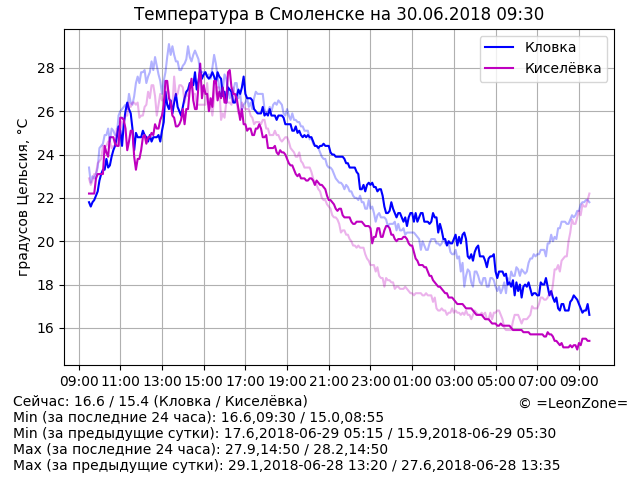 Температура в Смоленске на 30.06.2018 09:30
Кловка
Киселёвка
градусов Цельсия, °C
28
26
24
22
20
18
16
09:00 11:00 13:00 15:00 17:00 19:00 21:00 23:00 01:00 03:00 05:00 07:00 09:00
Сейчас: 16.6 / 15.4 (Кловка / Киселёвка)
© =LeonZone=
Min (за последние 24 часа): 16.6,09:30 / 15.0,08:55
Min (за предыдущие сутки): 17.6,2018-06-29 05:15 / 15.9,2018-06-29 05:30
Max (за последние 24 часа): 27.9,14:50 / 28.2,14:50
Max (за предыдущие сутки): 29.1,2018-06-28 13:20 / 27.6,2018-06-28 13:35